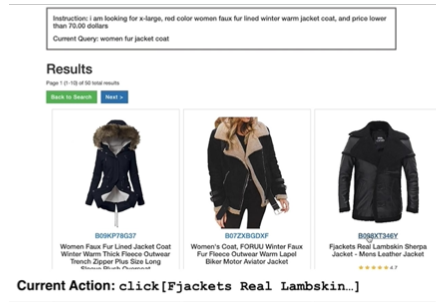 Instruction: i am looking for x-large, red color women faux fur lined winter warm jacket coat, and price lower
than 70.00 dollars
Current Query: women fur jacket coat
Results
Page 1 (1-10) of 50 total results
Back to Search
Next >
B09KP78G37
B07ZXBGDXF
B098XT346Y
Women Faux Fur Lined Jacket Coat
Winter Warm Thick Fleece Outwear
Trench Zipper Plus Size Long
Women's Coat, FORUU Winter Faux
Fur Fleece Outwear Warm Lapel
Biker Motor Aviator Jacket
Fjackets Real Lambskin Sherpa
Jacket - Mens Leather Jacket
4.7
Current Action: click[Fjackets Real Lambskin…]